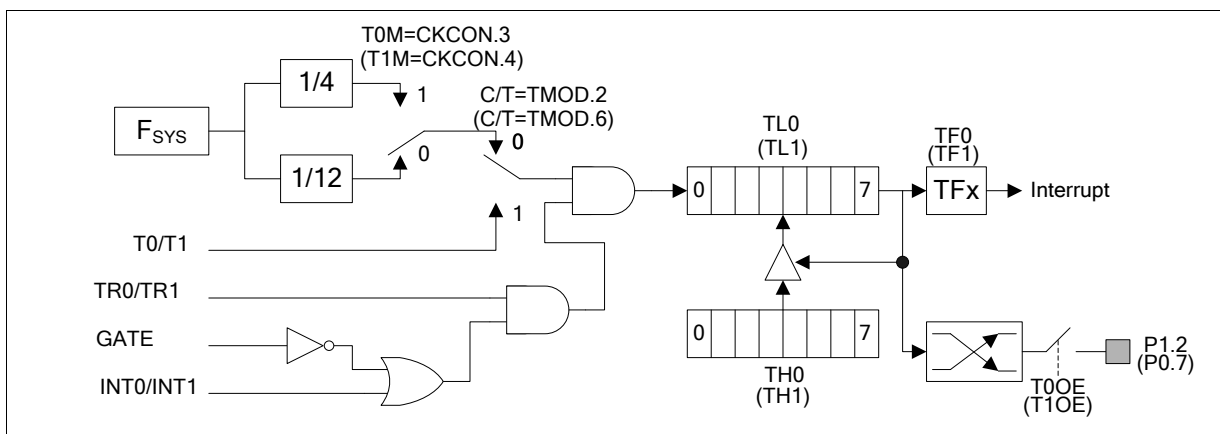 T0M=CKCON.3
(T1M=CKCON.4)
1/4
1
C/T=TMOD.2
(C/T=TMOD.6)
FSYS
0
0
1/12
1
TL0
(TL1)
0
7
TF0
(TF1)
TFx
Interrupt
T0/T1
TR0/TR1
GATE
INT0/INT1
0
7
TH0
(TH1)
P1.2
(P0.7)
T0OE
(T1OE)